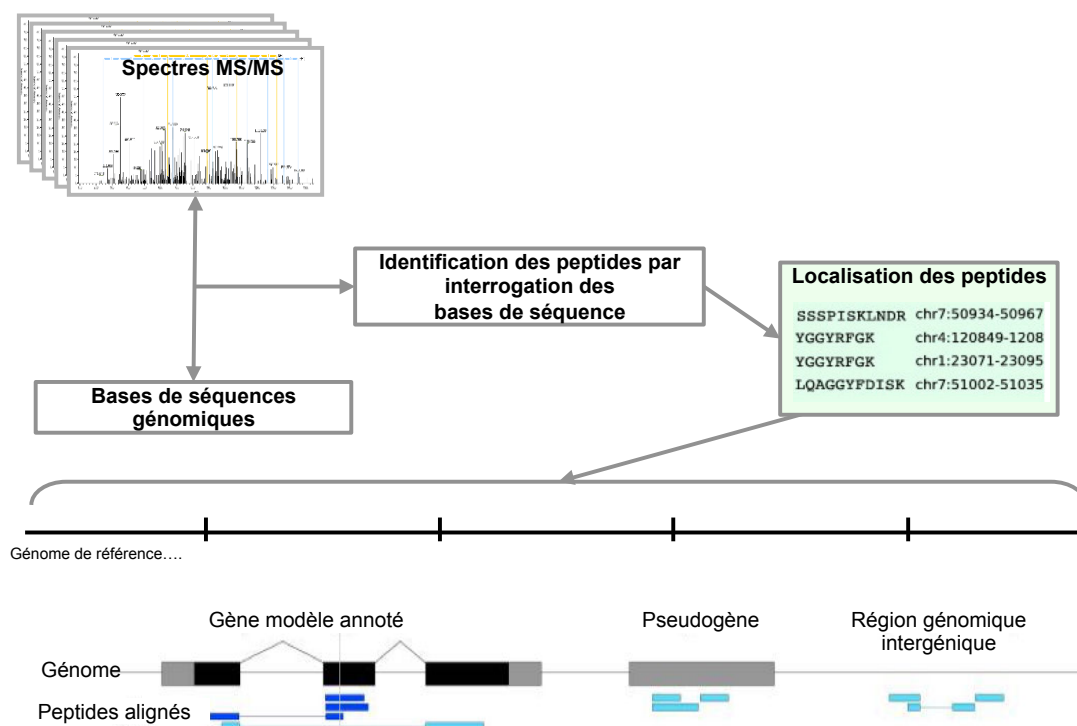 Spectres MS/MS
Identification des peptides par
interrogation des
bases de séquence
Localisation des peptides
SSSPISKLNDR chr7:50934-50967
YGGYRFGK chr4:120849-1208
YGGYRFGK chr1:23071-23095
LQAGGYFDISK chr7:51002-51035
Bases de séquences
génomiques
Génome de référence….
Gène modèle annoté
Pseudogène
Région génomique
intergénique
Génome
Peptides alignés